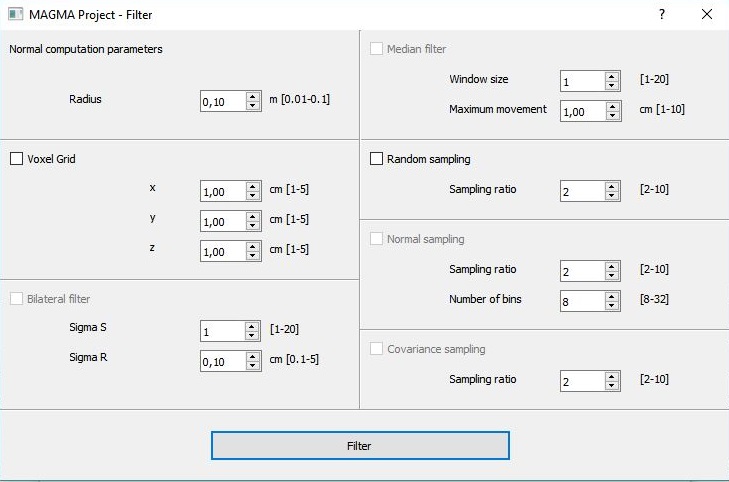 MAGMA Project - Filter
Normal computation parameters
Radius 0,10 m [0.01-0.1]
Voxel Grid
x 1,00 cm [1-5]
y 1,00 cm [1-5]
z 1,00 cm [1-5]
Bilateral filter
Sigma S 1 [1-20]
Sigma R 0,10 cm [0.1-5]
Median filter
Window size 1 [1-20]
Maximum movement 1,00 cm [1-10]
Random sampling
Sampling ratio 2 [2-10]
Normal sampling
Sampling ratio 2 [2-10]
Number of bins 8 [8-32]
Covariance sampling
Sampling ratio 2 [2-10]
Filter